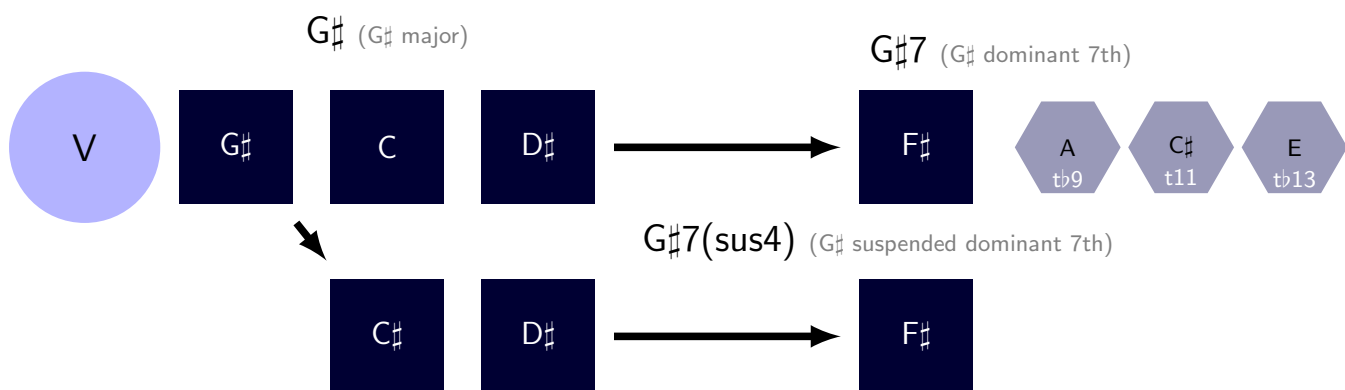 G♯ (G♯ major)
G♯7 (G♯ dominant 7th)
V
G♯
C
D♯
F♯
A
t♭9
C♯
t11
E
t♭13
G♯7(sus4) (G♯ suspended dominant 7th)
C♯
D♯
F♯